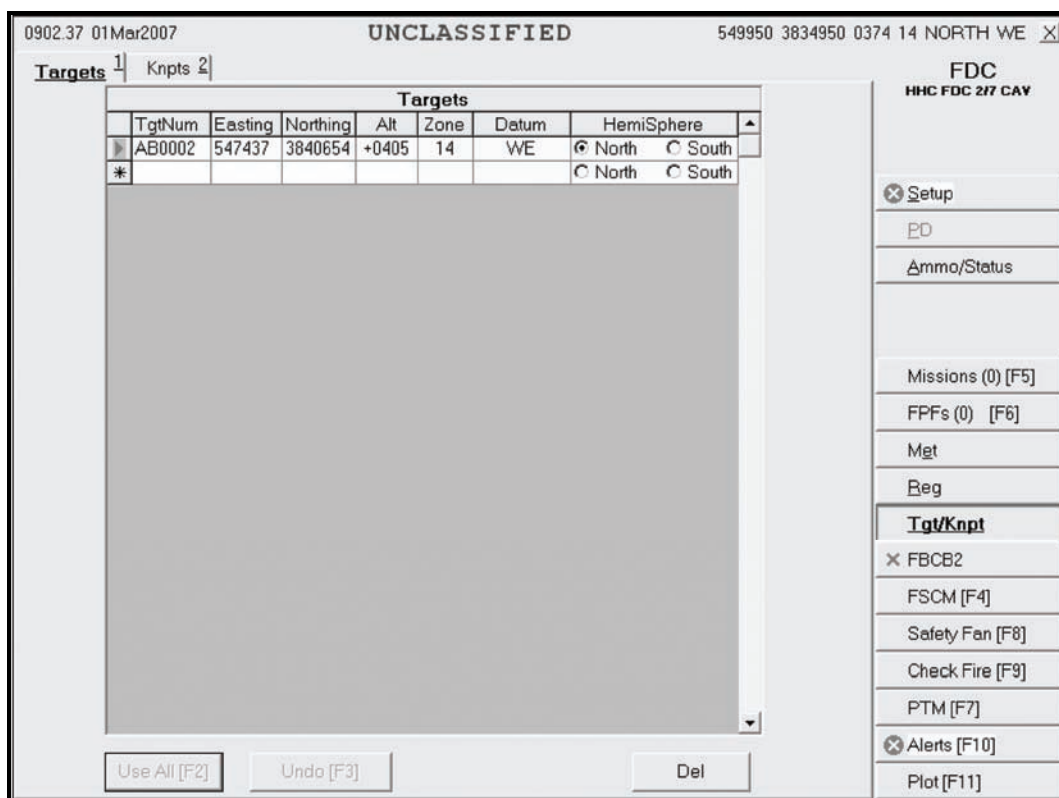 0902.37 01Mar2007 UNCLASSIFIED 549950 3834950 0374 14 NORTH WE X
Targets 1 Knpts 2
FDC
HHC FDC 2/7 CAV
Targets
TgtNum Easting Northing Alt Zone Datum HemiSphere
AB0002 547437 3840654 +0405 14 WE North South
* North South
Setup
PD
Ammo/Status
Missions (0) [F5]
FPFs (0) [F6]
Met
Reg
Tgt/Knpt
FBCB2
FSCM [F4]
Safety Fan [F8]
Check Fire [F9]
PTM [F7]
Alerts [F10]
Plot [F11]
Use All [F2] Undo [F3] Del